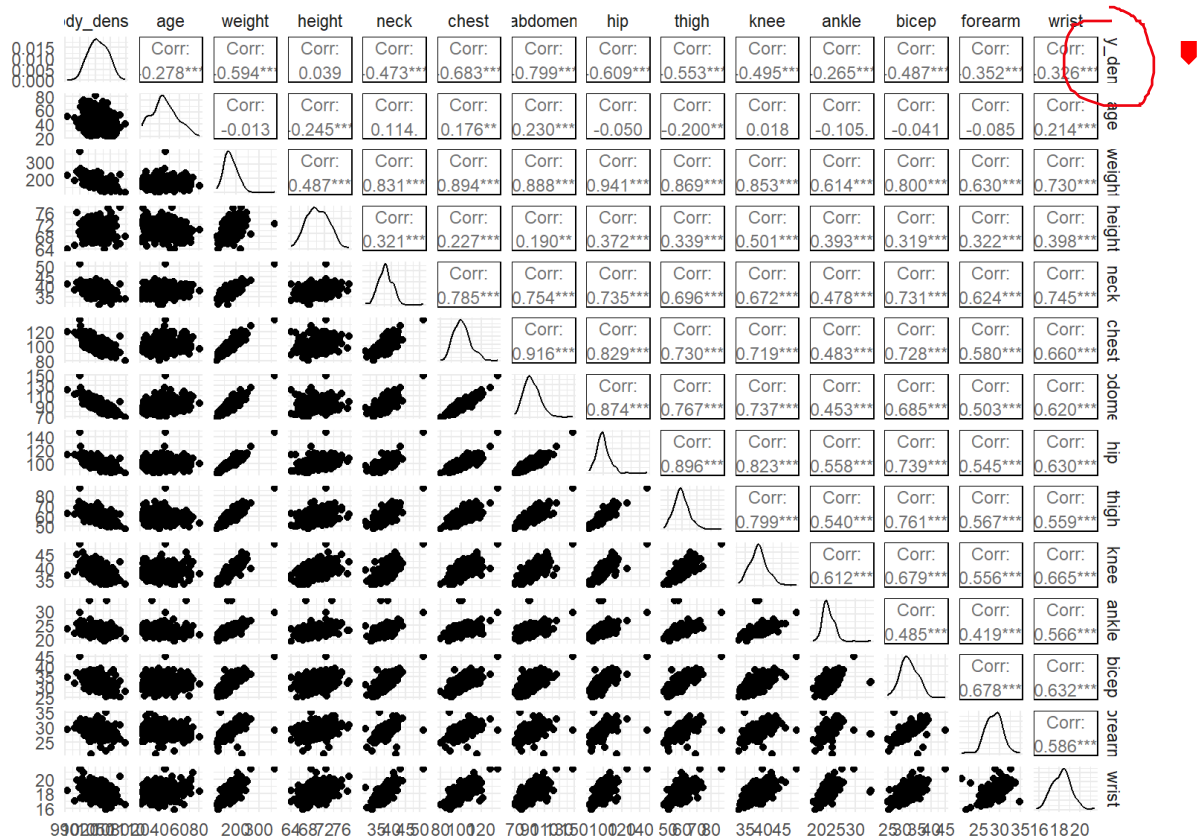 ody_dens age weight height neck chest abdomen hip thigh knee ankle bicep forearm wrist
0.015
0.010
0.005
0.000
Corr: Corr: Corr: Corr: Corr: Corr: Corr: Corr: Corr: Corr: Corr: Corr: Corr:
-0.278*** -0.594*** 0.039 -0.473*** -0.683*** -0.799*** -0.609*** -0.553*** -0.495*** -0.265*** -0.487*** -0.352*** -0.326***
y_den
80
60
40
20
Corr: Corr: Corr: Corr: Corr: Corr: Corr: Corr: Corr: Corr: Corr: Corr:
-0.013 -0.245*** 0.114. 0.176** 0.230*** -0.050 -0.200** 0.018 -0.105. -0.041 -0.085 0.214***
age
300
200
Corr: Corr: Corr: Corr: Corr: Corr: Corr: Corr: Corr: Corr: Corr:
0.487*** 0.831*** 0.894*** 0.888*** 0.941*** 0.869*** 0.853*** 0.614*** 0.800*** 0.630*** 0.730***
weight
76
72
68
64
Corr: Corr: Corr: Corr: Corr: Corr: Corr: Corr: Corr: Corr:
0.321*** 0.227*** 0.190** 0.372*** 0.339*** 0.501*** 0.393*** 0.319*** 0.322*** 0.398***
height
50
45
40
35
Corr: Corr: Corr: Corr: Corr: Corr: Corr: Corr: Corr:
0.785*** 0.754*** 0.735*** 0.696*** 0.672*** 0.478*** 0.731*** 0.624*** 0.745***
neck
120
100
80
Corr: Corr: Corr: Corr: Corr: Corr: Corr: Corr:
0.916*** 0.829*** 0.730*** 0.719*** 0.483*** 0.728*** 0.580*** 0.660***
chest
150
130
110
90
70
Corr: Corr: Corr: Corr: Corr: Corr: Corr:
0.874*** 0.767*** 0.737*** 0.453*** 0.685*** 0.503*** 0.620***
odome
140
120
100
Corr: Corr: Corr: Corr: Corr: Corr:
0.896*** 0.823*** 0.558*** 0.739*** 0.545*** 0.630***
hip
80
70
60
50
Corr: Corr: Corr: Corr: Corr:
0.799*** 0.540*** 0.761*** 0.567*** 0.559***
thigh
45
40
35
Corr: Corr: Corr: Corr:
0.612*** 0.679*** 0.556*** 0.665***
knee
30
25
20
Corr: Corr: Corr:
0.485*** 0.419*** 0.566***
ankle
45
40
35
30
25
Corr: Corr:
0.678*** 0.632***
bicep
35
30
25
Corr:
0.586***
orearn
20
18
16
wrist
20406080 200300 64687276 35404550 80100120 7090110130150 100120140 50607080 354045 202530 2530354045 253035 161820